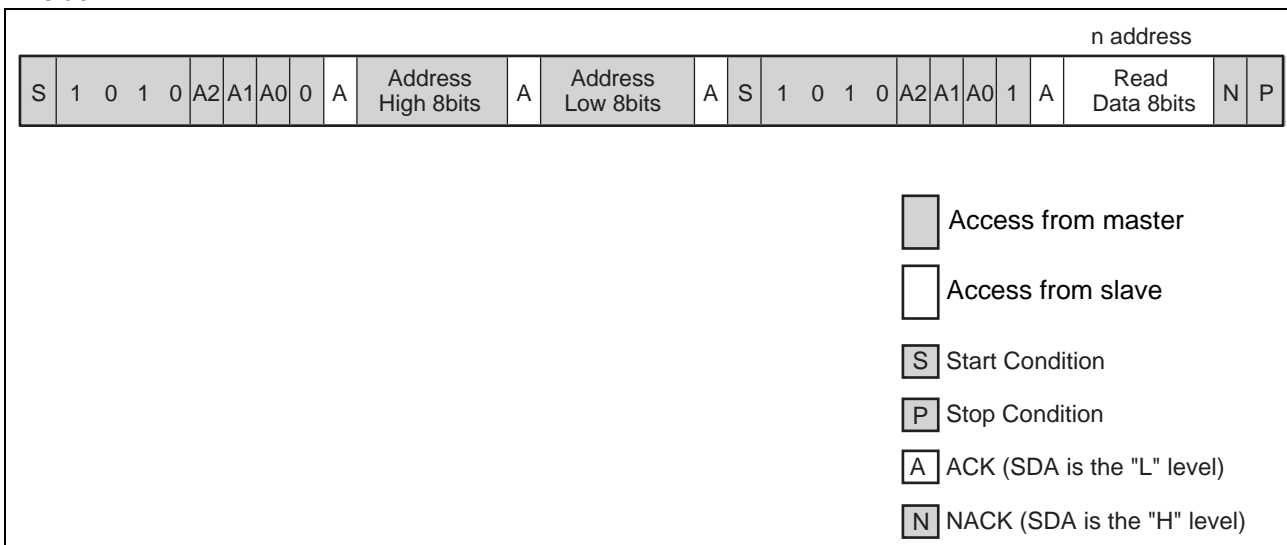 n address
S 1 0 1 0 A2 A1 A0 0 A Address High 8bits A Address Low 8bits A S 1 0 1 0 A2 A1 A0 1 A Read Data 8bits N P
Access from master
Access from slave
S Start Condition
P Stop Condition
A ACK (SDA is the "L" level)
N NACK (SDA is the "H" level)